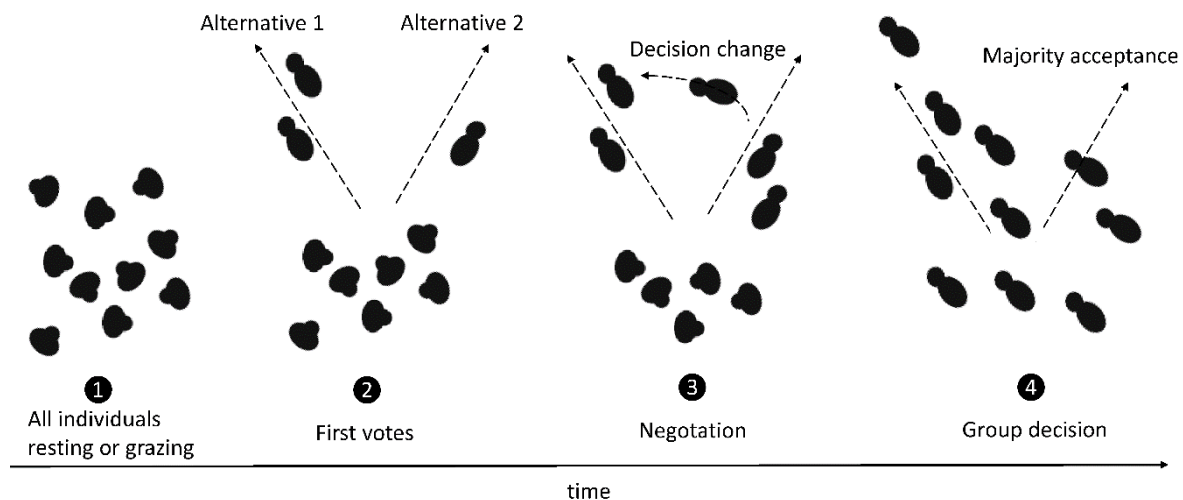 Alternative 1
Alternative 2
Decision change
Majority acceptance
1
All individuals
resting or grazing
2
First votes
3
Negotation
4
Group decision
time